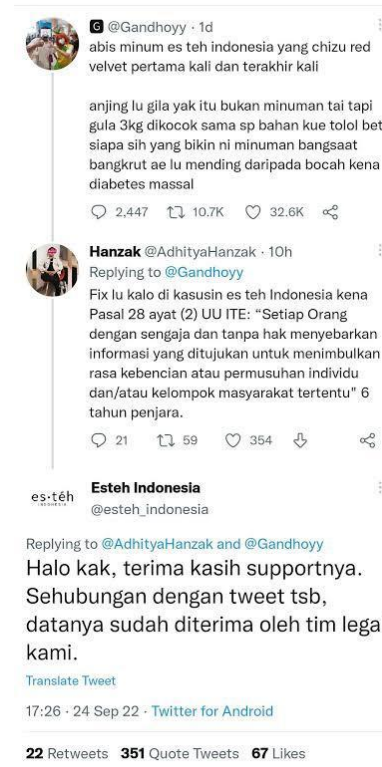 G @Gandhoyy · 1d
abis minum es teh indonesia yang chizu red
velvet pertama kali dan terakhir kali
anjing lu gila yak itu bukan minuman tai tapi
gula 3kg dikocok sama sp bahan kue tolol bet
siapa sih yang bikin ni minuman bangsaat
bangkrut ae lu mending daripada bocah kena
diabetes massal
2,447 10.7K 32.6K
Hanzak @AdhityaHanzak · 10h
Replying to @Gandhoyy
Fix lu kalo di kasusin es teh Indonesia kena
Pasal 28 ayat (2) UU ITE: “Setiap Orang
dengan sengaja dan tanpa hak menyebarkan
informasi yang ditujukan untuk menimbulkan
rasa kebencian atau permusuhan individu
dan/atau kelompok masyarakat tertentu" 6
tahun penjara.
21 59 354
es·téh
INDONESIA
Esteh Indonesia
@esteh_indonesia
Replying to @AdhityaHanzak and @Gandhoyy
Halo kak, terima kasih supportnya.
Sehubungan dengan tweet tsb,
datanya sudah diterima oleh tim lega
kami.
Translate Tweet
17:26 · 24 Sep 22 · Twitter for Android
22 Retweets 351 Quote Tweets 67 Likes